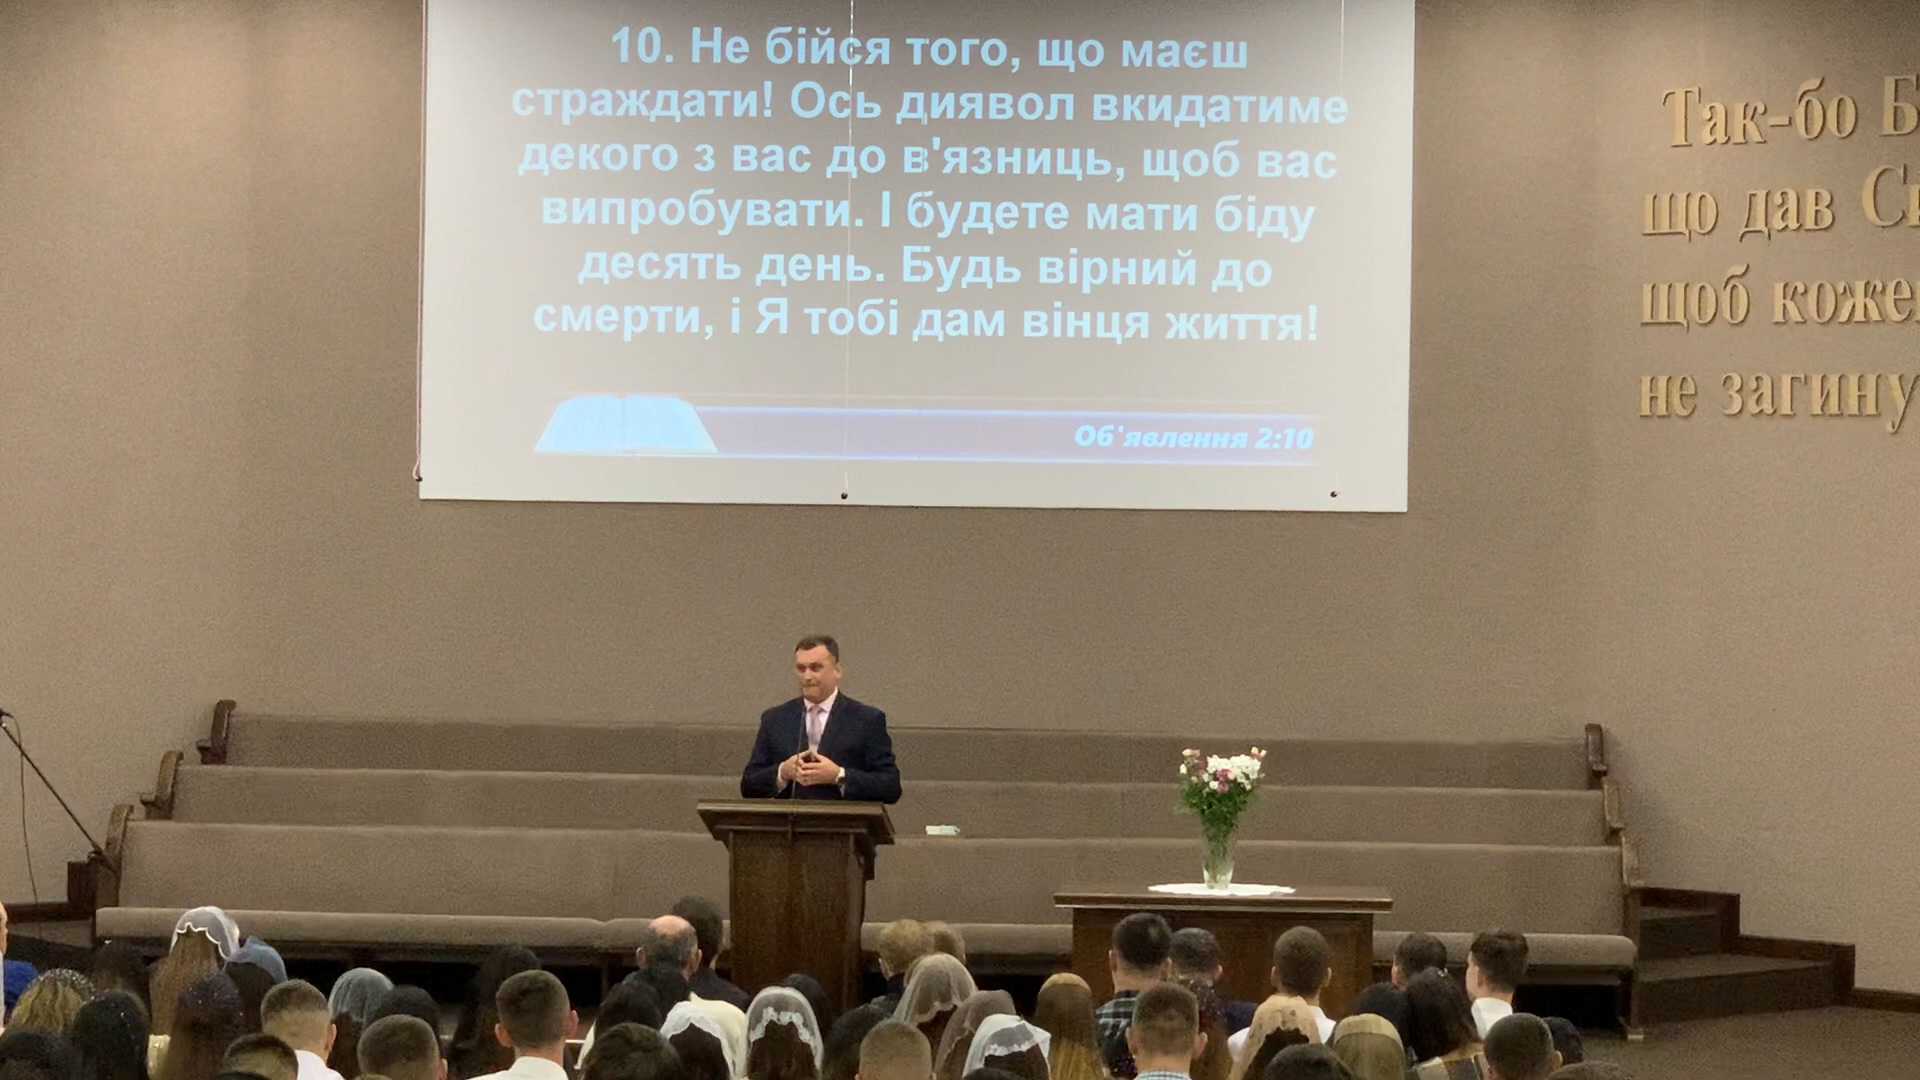 10. Не бійся того, що маєш
страждати! Ось диявол вкидатиме
декого з вас до в'язниць, щоб вас
випробувати. І будете мати біду
десять день. Будь вірний до
смерти, і Я тобі дам вінця життя!
Об'явлення 2:10
Так-бо
що дав
щоб
не